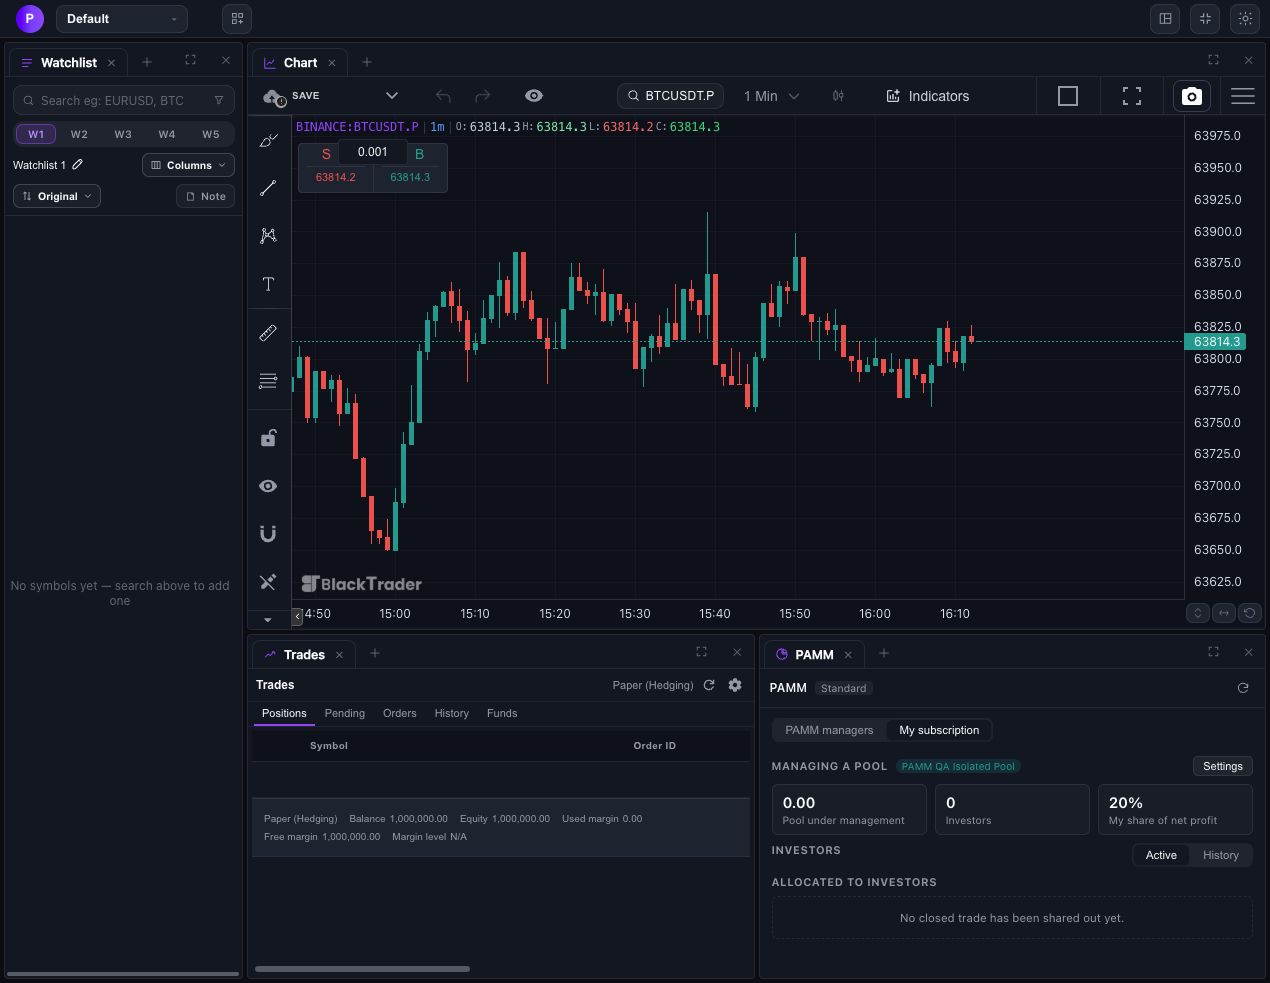 P Default
Watchlist
Search eg: EURUSD, BTC
W1 W2 W3 W4 W5
Watchlist 1 Columns
Original Note
No symbols yet — search above to add
one
Chart
SAVE BTCUSDT.P 1 Min Indicators
BINANCE:BTCUSDT.P 1m O: 63814.3 H: 63814.3 L: 63814.2 C: 63814.3
S 0.001 B
63814.2 63814.3
63975.0
63950.0
63925.0
63900.0
63875.0
63850.0
63825.0
63814.3
63800.0
63775.0
63750.0
63725.0
63700.0
63675.0
63650.0
63625.0
BlackTrader
4:50 15:00 15:10 15:20 15:30 15:40 15:50 16:00 16:10
Trades
Trades Paper (Hedging)
Positions Pending Orders History Funds
Symbol Order ID
Paper (Hedging) Balance 1,000,000.00 Equity 1,000,000.00 Used margin 0.00
Free margin 1,000,000.00 Margin level N/A
PAMM
PAMM Standard
PAMM managers My subscription
MANAGING A POOL PAMM QA Isolated Pool Settings
0.00 0 20%
Pool under management Investors My share of net profit
INVESTORS Active History
ALLOCATED TO INVESTORS
No closed trade has been shared out yet.